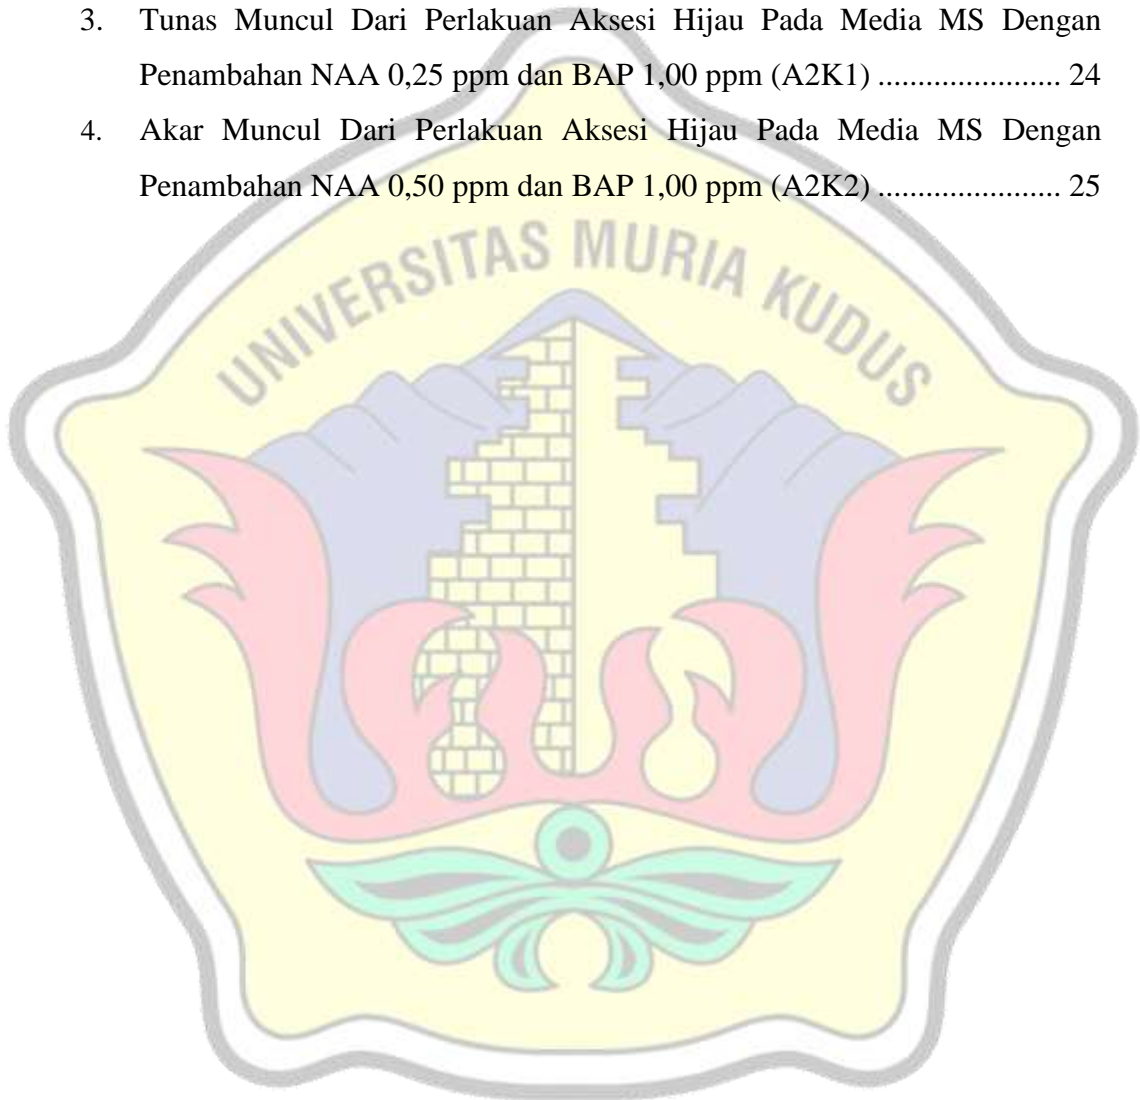 3. Tunas Muncul Dari Perlakuan Aksesi Hijau Pada Media MS Dengan
Penambahan NAA 0,25 ppm dan BAP 1,00 ppm (A2K1) ....................... 24
4. Akar Muncul Dari Perlakuan Aksesi Hijau Pada Media MS Dengan
Penambahan NAA 0,50 ppm dan BAP 1,00 ppm (A2K2) ....................... 25
UNIVERSITAS MURIA KUDUS